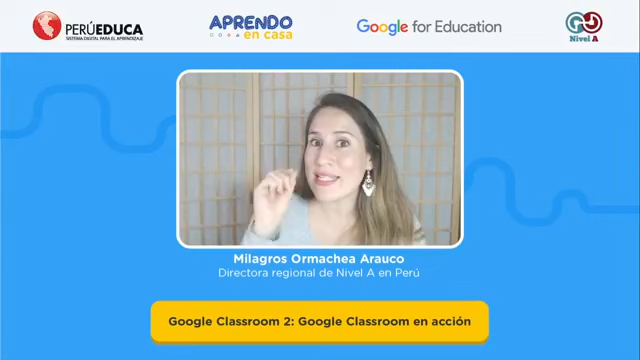 PERÚEDUCA
SISTEMA DIGITAL PARA EL APRENDIZAJE
APRENDO
en casa
Google for Education
Nivel A
Milagros Ormachea Arauco
Directora regional de Nivel A en Perú
Google Classroom 2: Google Classroom en acción